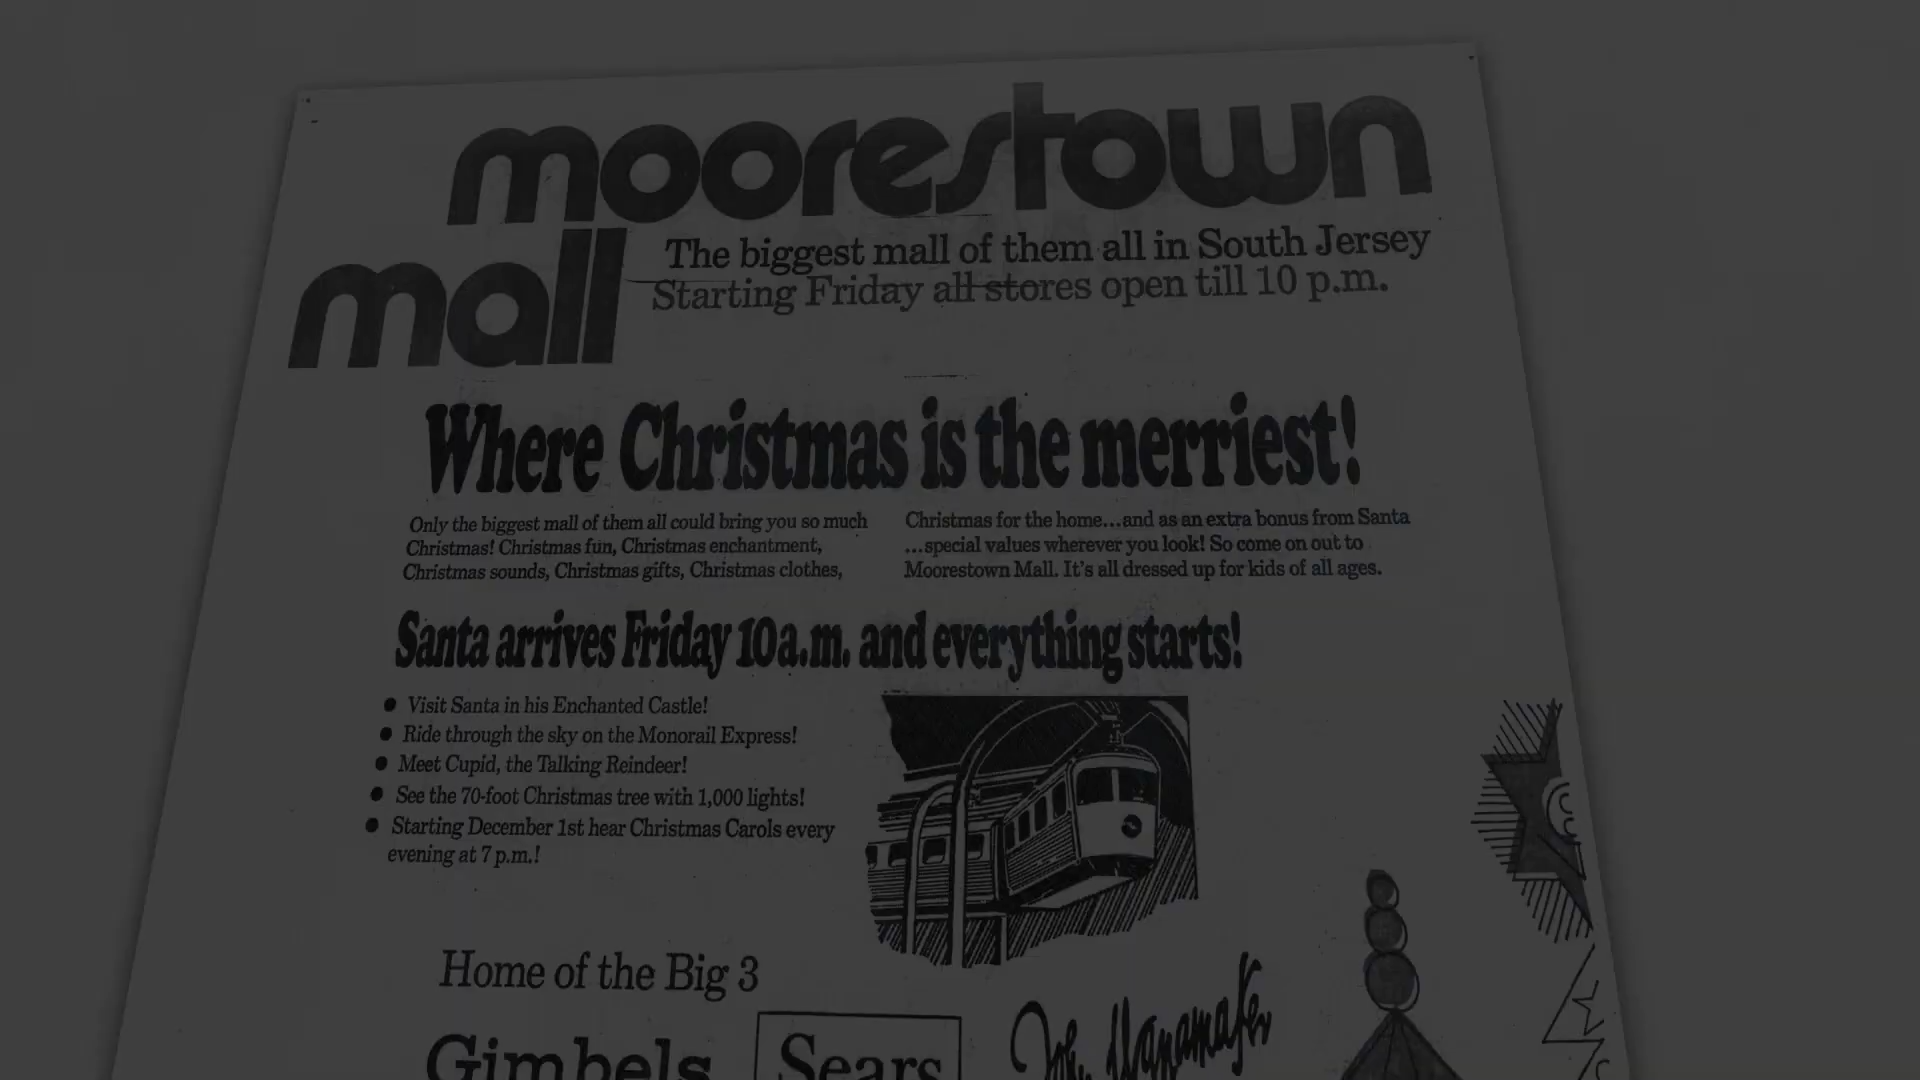 moorestown
mall
The biggest mall of them all in South Jersey
Starting Friday all stores open till 10 p.m.
Where Christmas is the merriest!
Only the biggest mall of them all could bring you so much
Christmas! Christmas fun, Christmas enchantment,
Christmas sounds, Christmas gifts, Christmas clothes,
Christmas for the home...and as an extra bonus from Santa
...special values wherever you look! So come on out to
Moorestown Mall. It's all dressed up for kids of all ages.
Santa arrives Friday 10 a.m. and everything starts!
● Visit Santa in his Enchanted Castle!
● Ride through the sky on the Monorail Express!
● Meet Cupid, the Talking Reindeer!
● See the 70-foot Christmas tree with 1,000 lights!
● Starting December 1st hear Christmas Carols every
evening at 7 p.m.!
Home of the Big 3
Gimbels
Sears
John Wanamaker